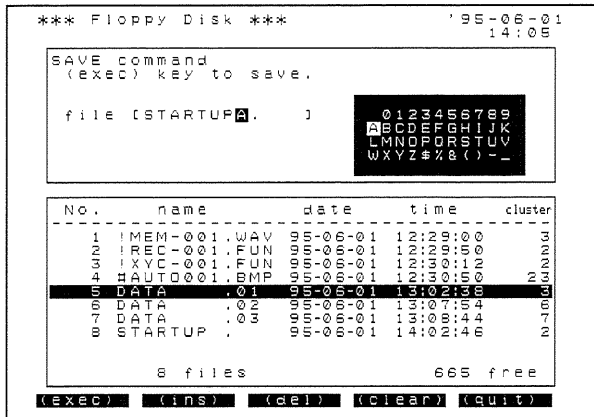 *** Floppy Disk *** '95-06-01
14:05
SAVE command
(exec) key to save.
file [STARTUPA. ]
0123456789
ABCDEFGHIJK
LMNOPQRSTUV
WXYZ$%&()-_
No. name date time cluster
1 !MEM-001.WAV 95-06-01 12:29:00 3
2 !REC-001.FUN 95-06-01 12:29:50 2
3 !XYC-001.FUN 95-06-01 12:30:12 2
4 #AUTO001.BMP 95-06-01 12:30:50 23
5 DATA .01 95-06-01 13:02:38 3
6 DATA .02 95-06-01 13:07:54 6
7 DATA .03 95-06-01 13:08:44 7
8 STARTUP . 95-06-01 14:02:46 2
8 files 665 free
(exec) (ins) (del) (clear) (quit)